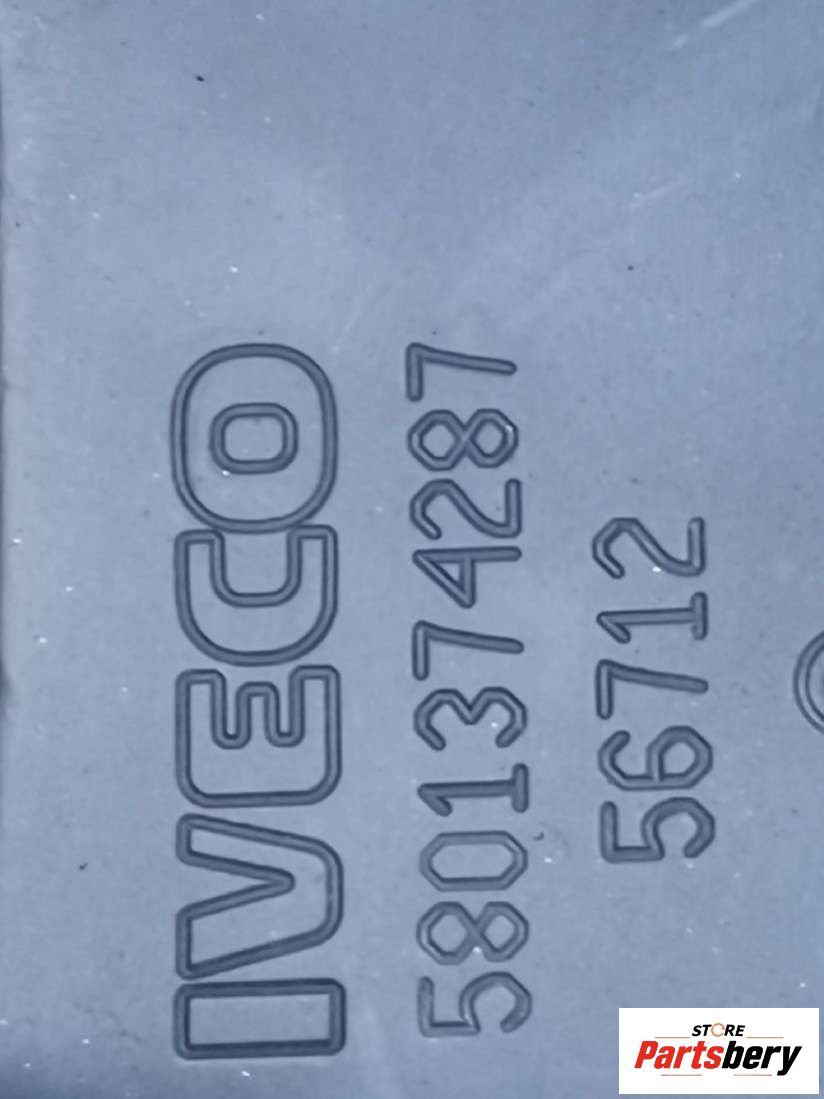 IVECO
5801374287
56712
STORE
Partsbery